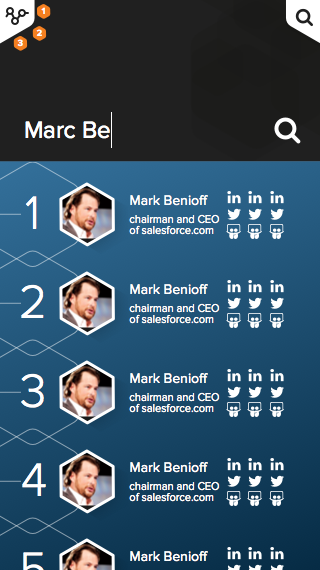 1
2
3
Marc Be
1
Mark Benioff
chairman and CEO
of salesforce.com
in in in
2
Mark Benioff
chairman and CEO
of salesforce.com
in in in
3
Mark Benioff
chairman and CEO
of salesforce.com
in in in
4
Mark Benioff
chairman and CEO
of salesforce.com
in in in
5
Mark Benioff
in in in